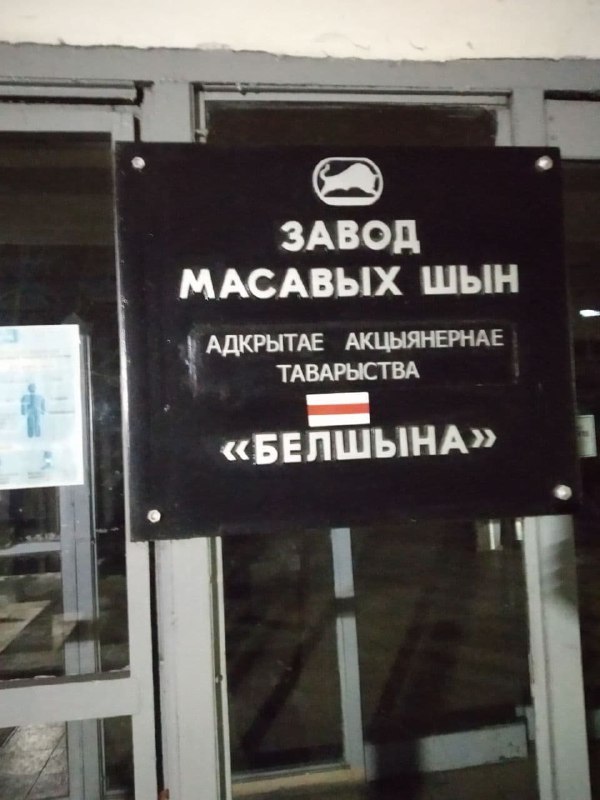 ЗАВОД
МАСАВЫХ ШЫН
АДКРЫТАЕ АКЦЫЯНЕРНАЕ
ТАВАРЫСТВА
«БЕЛШЫНА»